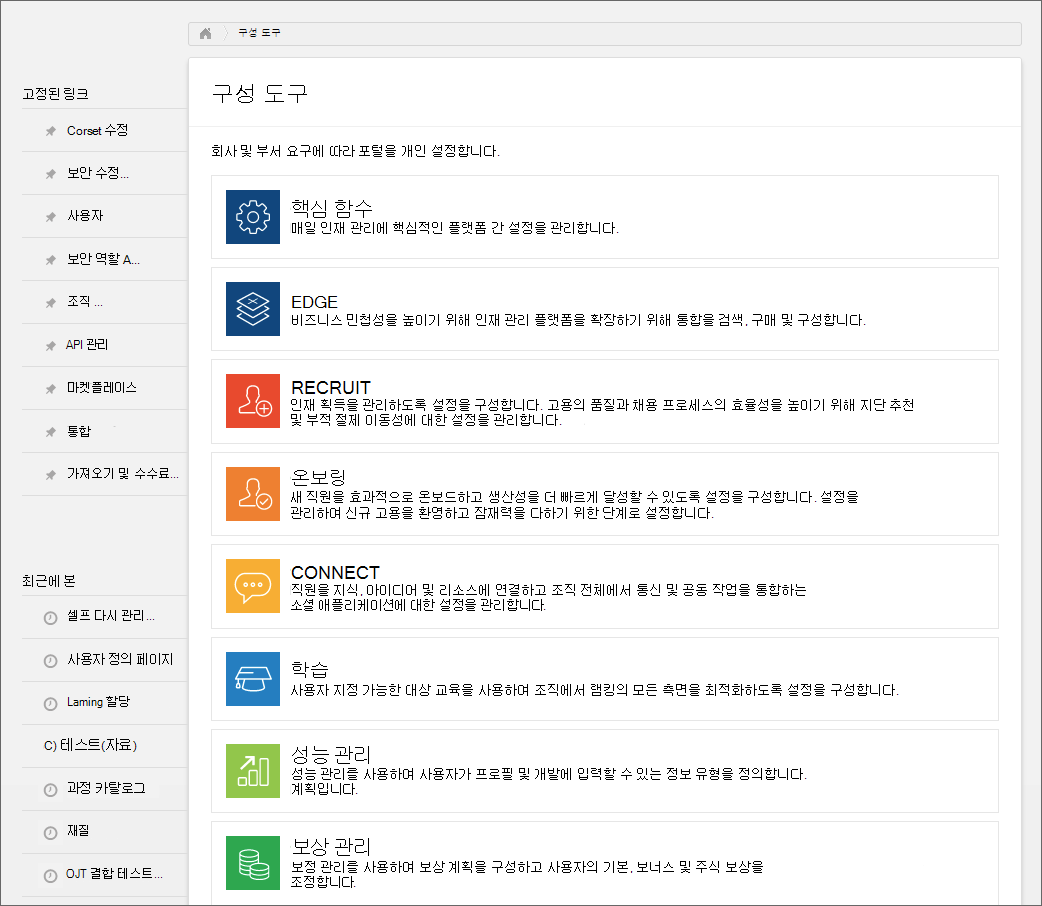 구성 도구
고정된 링크
Corset 수정
보안 수정...
사용자
보안 역할 A...
조직 ...
API 관리
마켓플레이스
통합
가져오기 및 수수료...
최근에 본
셀프 다시 관리...
사용자 정의 페이지
Laming 할당
C) 테스트(자료)
과정 카탈로그
재질
OJT 결합 테스트...
구성 도구
회사 및 부서 요구에 따라 포털을 개인 설정합니다.
핵심 함수
매일 인재 관리에 핵심적인 플랫폼 간 설정을 관리합니다.
EDGE
비즈니스 민첩성을 높이기 위해 인재 관리 플랫폼을 확장하기 위해 통합을 검색, 구매 및 구성합니다.
RECRUIT
인재 획득을 관리하도록 설정을 구성합니다. 고용의 품질과 채용 프로세스의 효율성을 높이기 위해 지단 추천
및 부적 절제 이동성에 대한 설정을 관리합니다.
온보링
새 직원을 효과적으로 온보드하고 생산성을 더 빠르게 달성할 수 있도록 설정을 구성합니다. 설정을
관리하며 신규 고용을 환영하고 잠재력을 다하기 위한 단계로 설정합니다.
CONNECT
직원을 지식, 아이디어 및 리소스에 연결하고 조직 전체에서 통신 및 공동 작업을 통합하는
소셜 애플리케이션에 대한 설정을 관리합니다.
학습
사용자 지정 가능한 대상 교육을 사용하여 조직에서 램킹의 모든 측면을 최적화하도록 설정을 구성합니다.
성능 관리
성능 관리를 사용하여 사용자가 프로필 및 개발에 입력할 수 있는 정보 유형을 정의합니다.
계획입니다.
보상 관리
보정 관리를 사용하여 보상 계획을 구성하고 사용자의 기본, 보너스 및 주식 보상을
조정합니다.